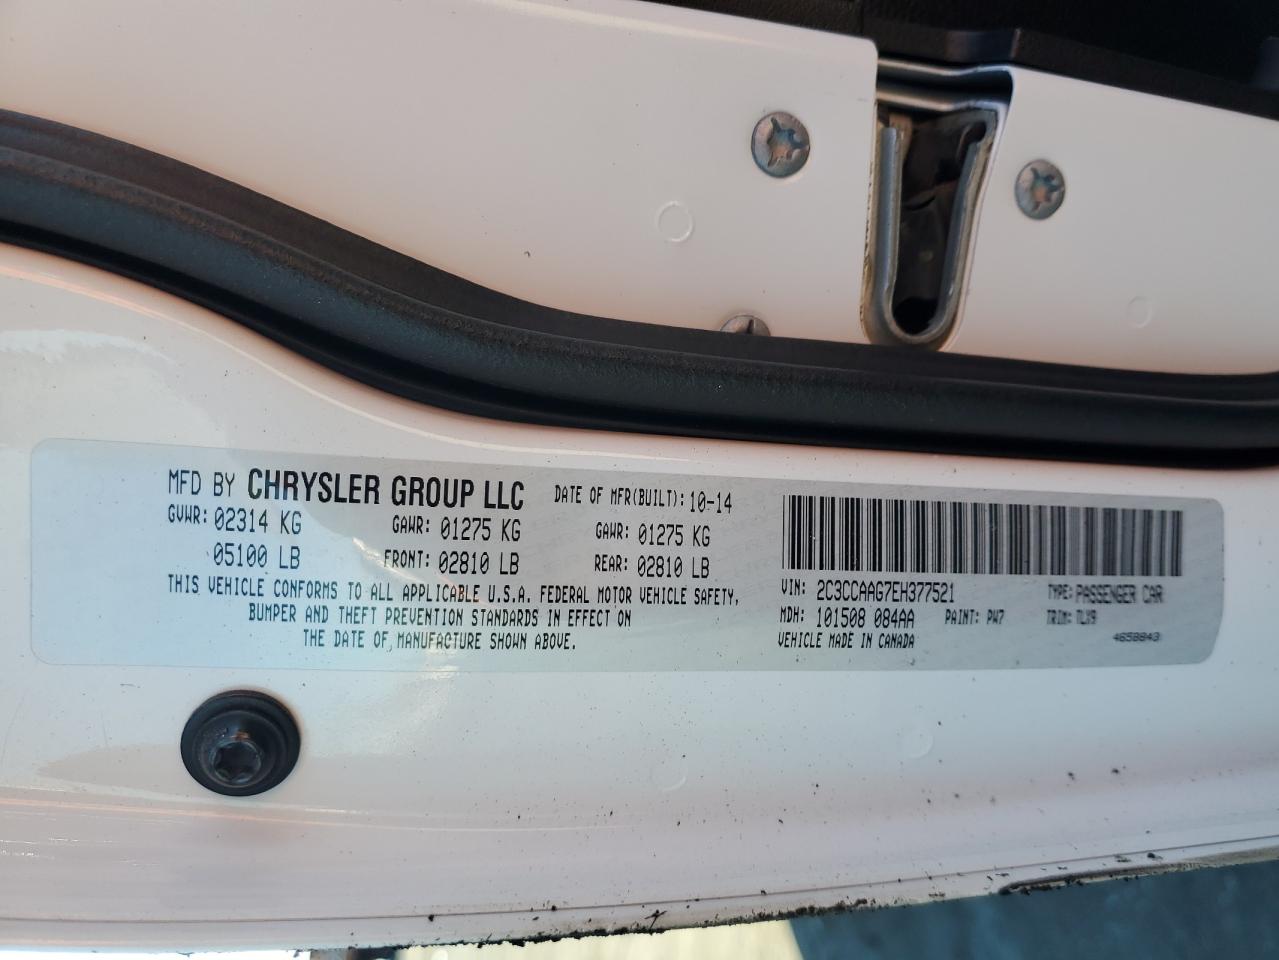 MFD BY CHRYSLER GROUP LLC DATE OF MFR(BUILT): 10-14
GVWR: 02314 KG GAWR: 01275 KG GAWR: 01275 KG
05100 LB FRONT: 02810 LB REAR: 02810 LB
THIS VEHICLE CONFORMS TO ALL APPLICABLE U.S.A. FEDERAL MOTOR VEHICLE SAFETY,
BUMPER AND THEFT PREVENTION STANDARDS IN EFFECT ON
THE DATE OF MANUFACTURE SHOWN ABOVE.
VIN: 2C3CCAAG7EH377521 TYPE: PASSENGER CAR
MDH: 101508 084AA PAINT: PW7 TRIM: MLX9
VEHICLE MADE IN CANADA 4658843